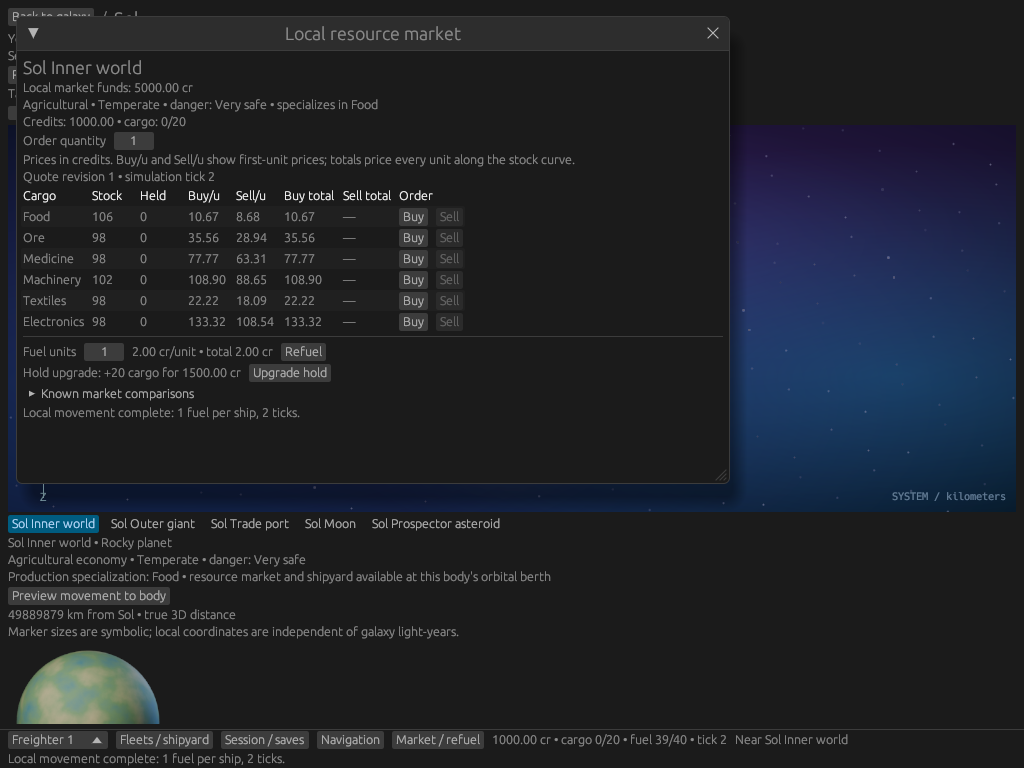 Local resource market
Sol Inner world
Local market funds: 5000.00 cr
Agricultural • Temperate • danger: Very safe • specializes in Food
Credits: 1000.00 • cargo: 0/20
Order quantity 1
Prices in credits. Buy/u and Sell/u show first-unit prices; totals price every unit along the stock curve.
Quote revision 1 • simulation tick 2
Cargo Stock Held Buy/u Sell/u Buy total Sell total Order
Food 106 0 10.67 8.68 10.67 — Buy Sell
Ore 98 0 35.56 28.94 35.56 — Buy Sell
Medicine 98 0 77.77 63.31 77.77 — Buy Sell
Machinery 102 0 108.90 88.65 108.90 — Buy Sell
Textiles 98 0 22.22 18.09 22.22 — Buy Sell
Electronics 98 0 133.32 108.54 133.32 — Buy Sell
Fuel units 1 2.00 cr/unit • total 2.00 cr Refuel
Hold upgrade: +20 cargo for 1500.00 cr Upgrade hold
Known market comparisons
Local movement complete: 1 fuel per ship, 2 ticks.
Z
SYSTEM / kilometers
Sol Inner world Sol Outer giant Sol Trade port Sol Moon Sol Prospector asteroid
Sol Inner world • Rocky planet
Agricultural economy • Temperate • danger: Very safe
Production specialization: Food • resource market and shipyard available at this body's orbital berth
Preview movement to body
49889879 km from Sol • true 3D distance
Marker sizes are symbolic; local coordinates are independent of galaxy light-years.
Freighter 1 Fleets / shipyard Session / saves Navigation Market / refuel 1000.00 cr • cargo 0/20 • fuel 39/40 • tick 2 Near Sol Inner world
Local movement complete: 1 fuel per ship, 2 ticks.